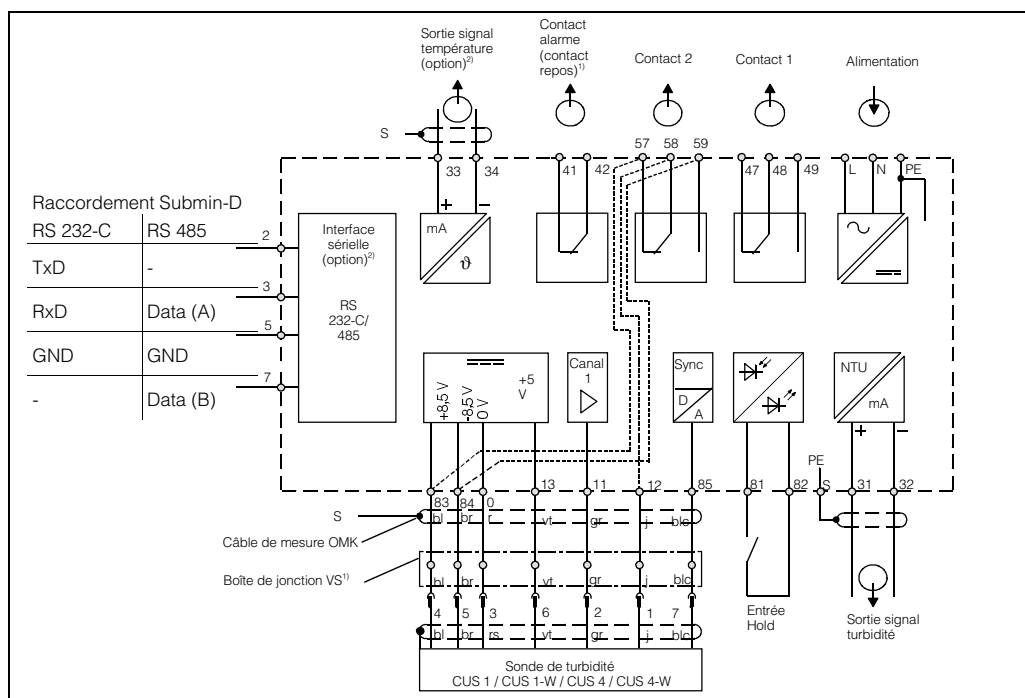 Sortie signal
température
(option)2)
Contact
alarme
(contact
repos)1)
Contact 2
Contact 1
Alimentation
S
57 58 59
33 34 41 42 47 48 49 L N PE
+ −
Raccordement Submin-D
RS 232-C RS 485 2
TxD -
3
RxD Data (A)
5
GND GND
7
- Data (B)
Interface
sérielle
(option)2)
RS
232-C/
485
mA
ϑ
+8,5 V
-8,5 V
0 V
+5
V
Canal
1
Sync
D
A
NTU
mA
+ −
PE
83 84 0 13 11 12 85 81 82 S 31 32
S
bl br r vt gr j blc
Câble de mesure OMK
Boîte de jonction VS1)
bl br vt gr j blc
4 5 3 6 2 1 7
bl br rs vt gr j blc
Entrée
Hold
Sortie signal
turbidité
Sonde de turbidité
CUS 1 / CUS 1-W / CUS 4 / CUS 4-W